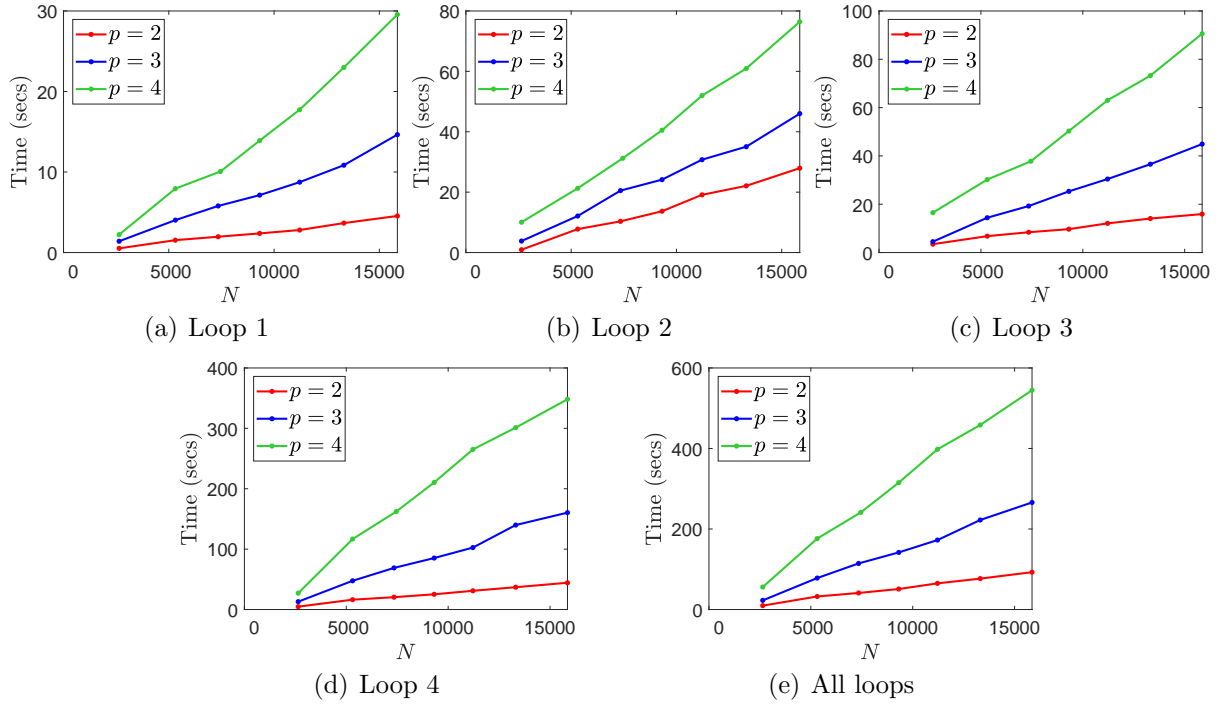 30
20
10
0
Time (secs)
p = 2
p = 3
p = 4
0 5000 10000 15000
N
(a) Loop 1
80
60
40
20
0
Time (secs)
p = 2
p = 3
p = 4
0 5000 10000 15000
N
(b) Loop 2
100
80
60
40
20
0
Time (secs)
p = 2
p = 3
p = 4
0 5000 10000 15000
N
(c) Loop 3
400
300
200
100
0
Time (secs)
p = 2
p = 3
p = 4
0 5000 10000 15000
N
(d) Loop 4
600
400
200
0
Time (secs)
p = 2
p = 3
p = 4
0 5000 10000 15000
N
(e) All loops